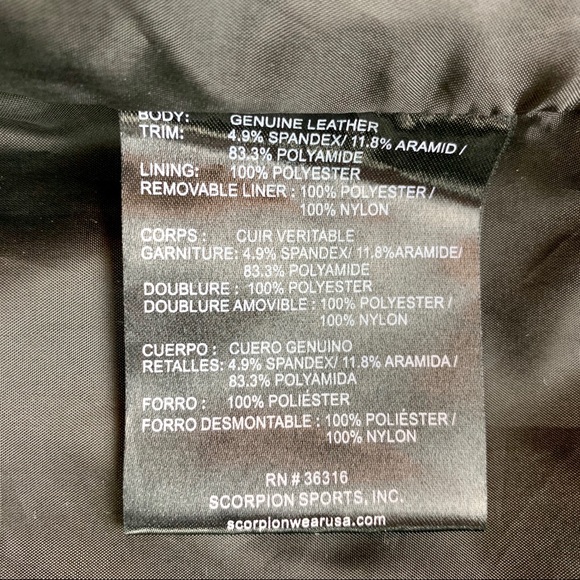 BODY: GENUINE LEATHER
TRIM: 4.9% SPANDEX/ 11.8% ARAMID /
83.3% POLYAMIDE
LINING: 100% POLYESTER
REMOVABLE LINER : 100% POLYESTER /
100% NYLON
CORPS : CUIR VERITABLE
GARNITURE: 4.9% SPANDEX/ 11.8%ARAMIDE/
83.3% POLYAMIDE
DOUBLURE : 100% POLYESTER
DOUBLURE AMOVIBLE : 100% POLYESTER /
100% NYLON
CUERPO : CUERO GENUINO
RETALLES: 4.9% SPANDEX/ 11.8% ARAMIDA /
83.3% POLYAMIDA
FORRO : 100% POLIÉSTER
FORRO DESMONTABLE : 100% POLIÉSTER /
100% NYLON
RN # 36316
SCORPION SPORTS, INC.
scorpionwearusa.com